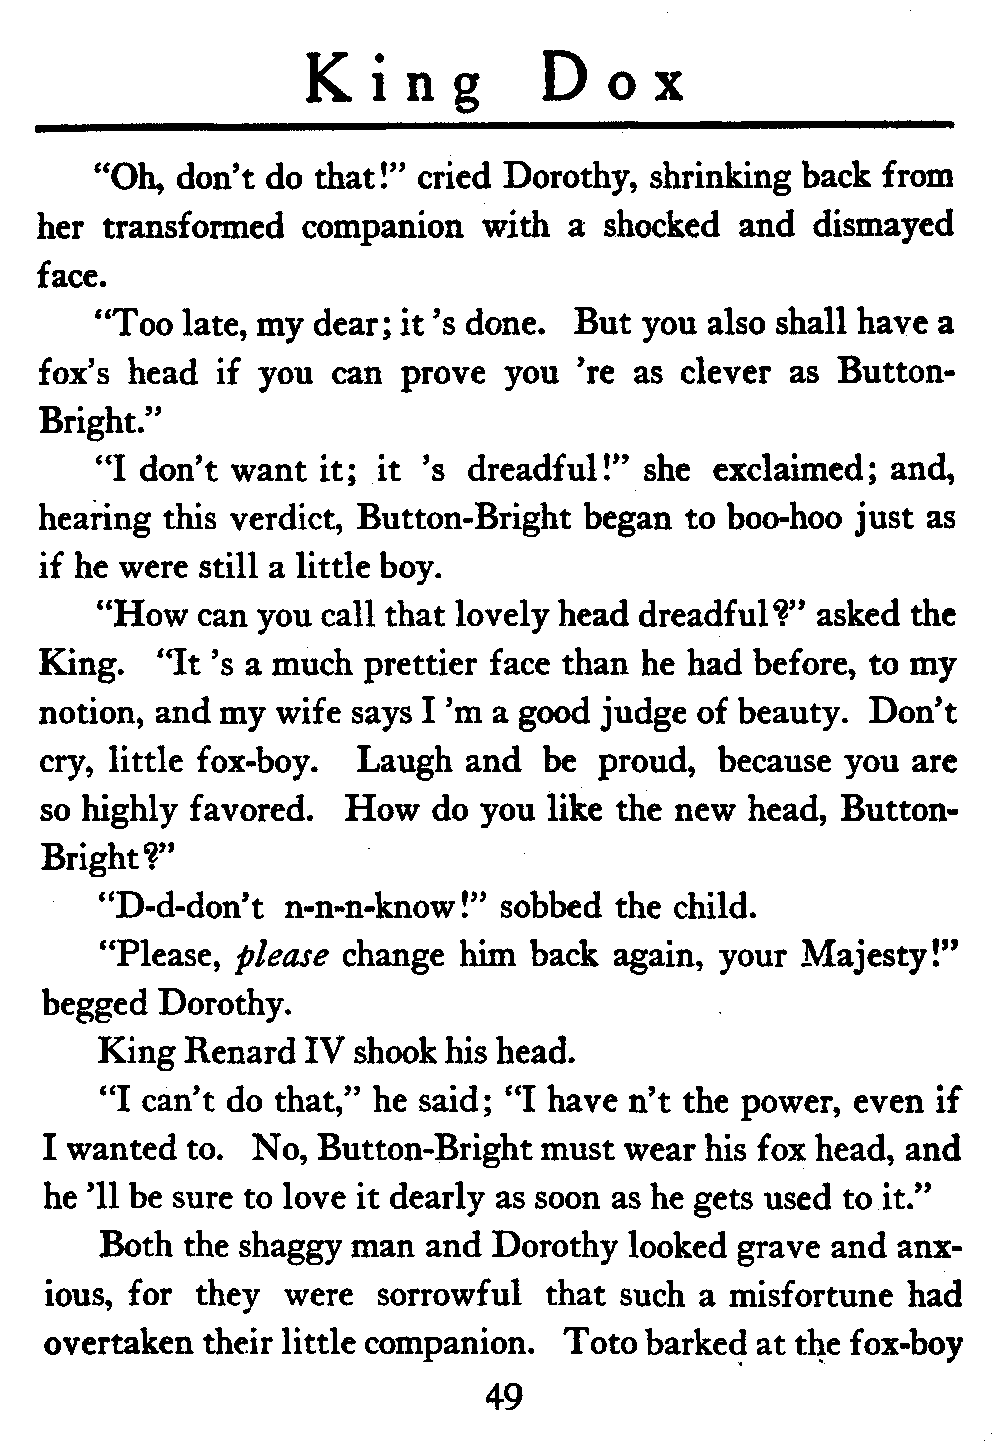 King Dox
“Oh, don’t do that!” cried Dorothy, shrinking back from
her transformed companion with a shocked and dismayed
face.
“Too late, my dear; it ’s done. But you also shall have a
fox’s head if you can prove you ’re as clever as Button-
Bright.”
“I don’t want it; it ’s dreadful!” she exclaimed; and,
hearing this verdict, Button-Bright began to boo-hoo just as
if he were still a little boy.
“How can you call that lovely head dreadful?” asked the
King. “It ’s a much prettier face than he had before, to my
notion, and my wife says I ’m a good judge of beauty. Don’t
cry, little fox-boy. Laugh and be proud, because you are
so highly favored. How do you like the new head, Button-
Bright?”
“D-d-don’t n-n-n-know!” sobbed the child.
“Please, please change him back again, your Majesty!”
begged Dorothy.
King Renard IV shook his head.
“I can’t do that,” he said; “I have n’t the power, even if
I wanted to. No, Button-Bright must wear his fox head, and
he ’ll be sure to love it dearly as soon as he gets used to it.”
Both the shaggy man and Dorothy looked grave and anx-
ious, for they were sorrowful that such a misfortune had
overtaken their little companion. Toto barked at the fox-boy
49